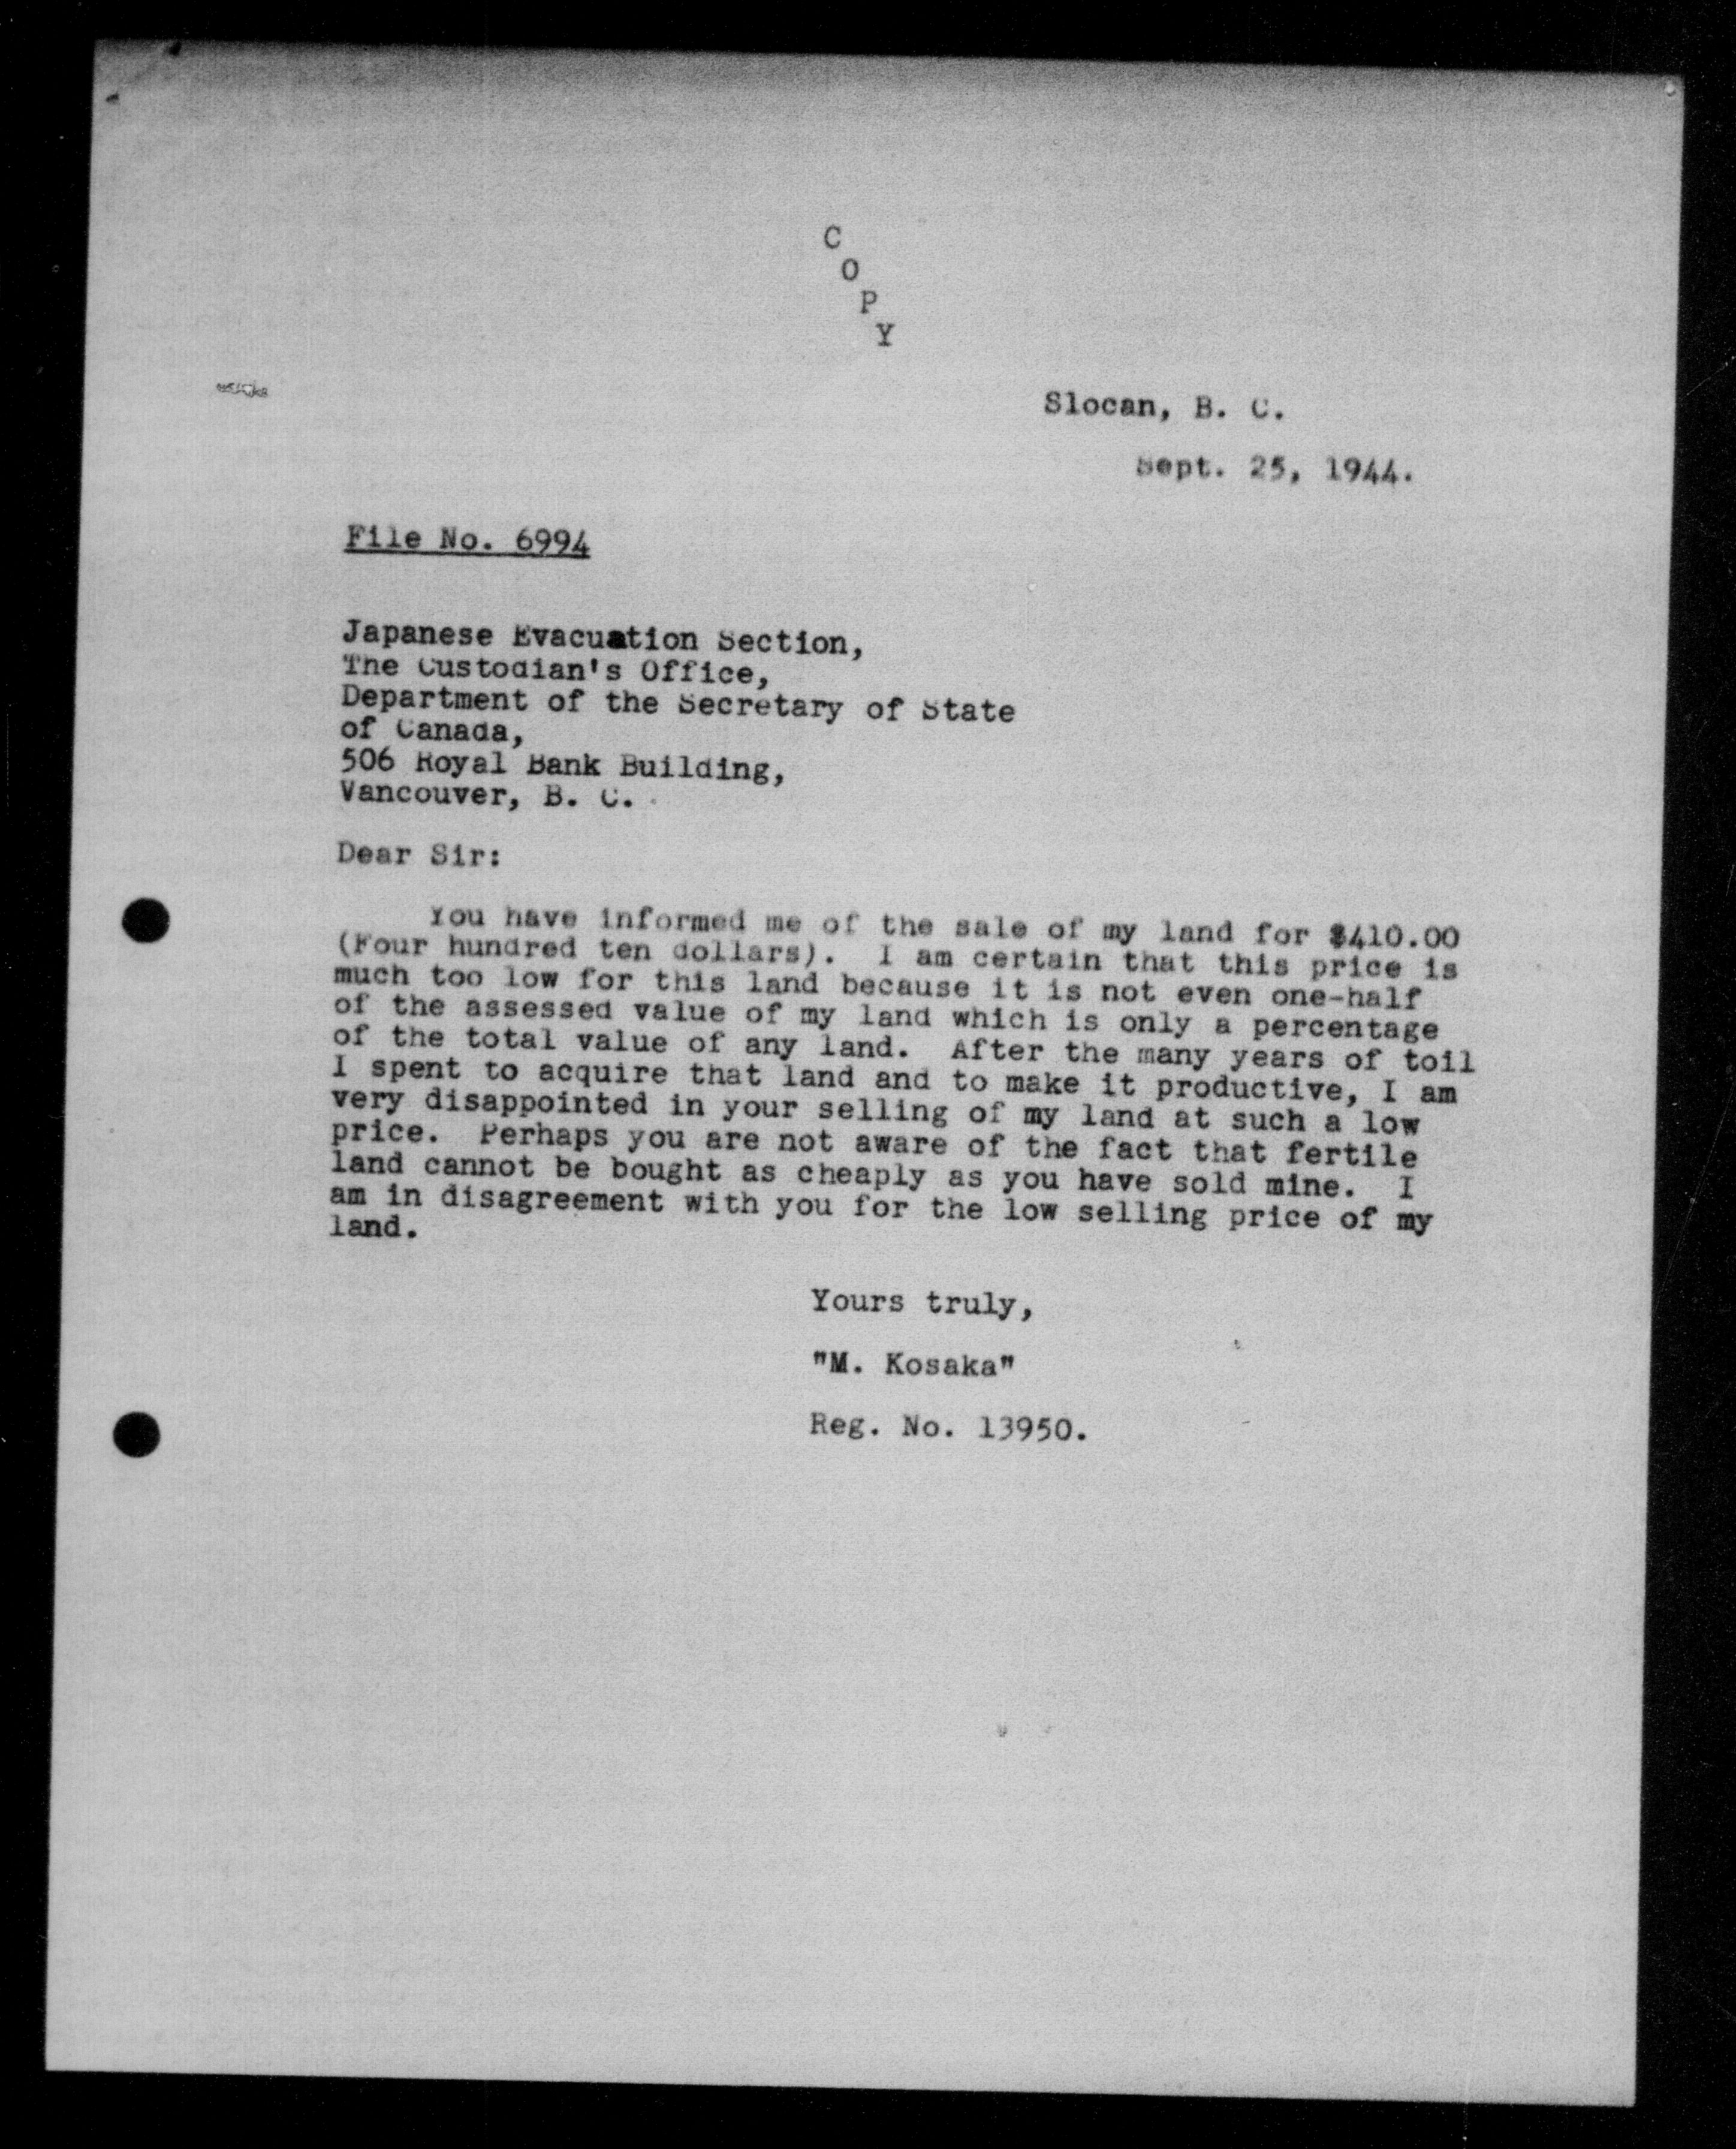 C
O
P
Y
Slocan, B. C.
Sept. 25, 1944.
File No. 6994
Japanese Evacuation Section,
The Custodian's Office,
Department of the Secretary of State
of Canada,
506 Royal Bank Building,
Vancouver, B. C.
Dear Sir:
You have informed me of the sale of my land for $410.00
(Four hundred ten dollars). I am certain that this price is
much too low for this land because it is not even one-half
of the assessed value of my land which is only a percentage
of the total value of any land. After the many years of toil
I spent to acquire that land and to make it productive, I am
very disappointed in your selling of my land at such a low
price. Perhaps you are not aware of the fact that fertile
land cannot be bought as cheaply as you have sold mine. I
am in disagreement with you for the low selling price of my
land.
Yours truly,
"M. Kosaka"
Reg. No. 13950.